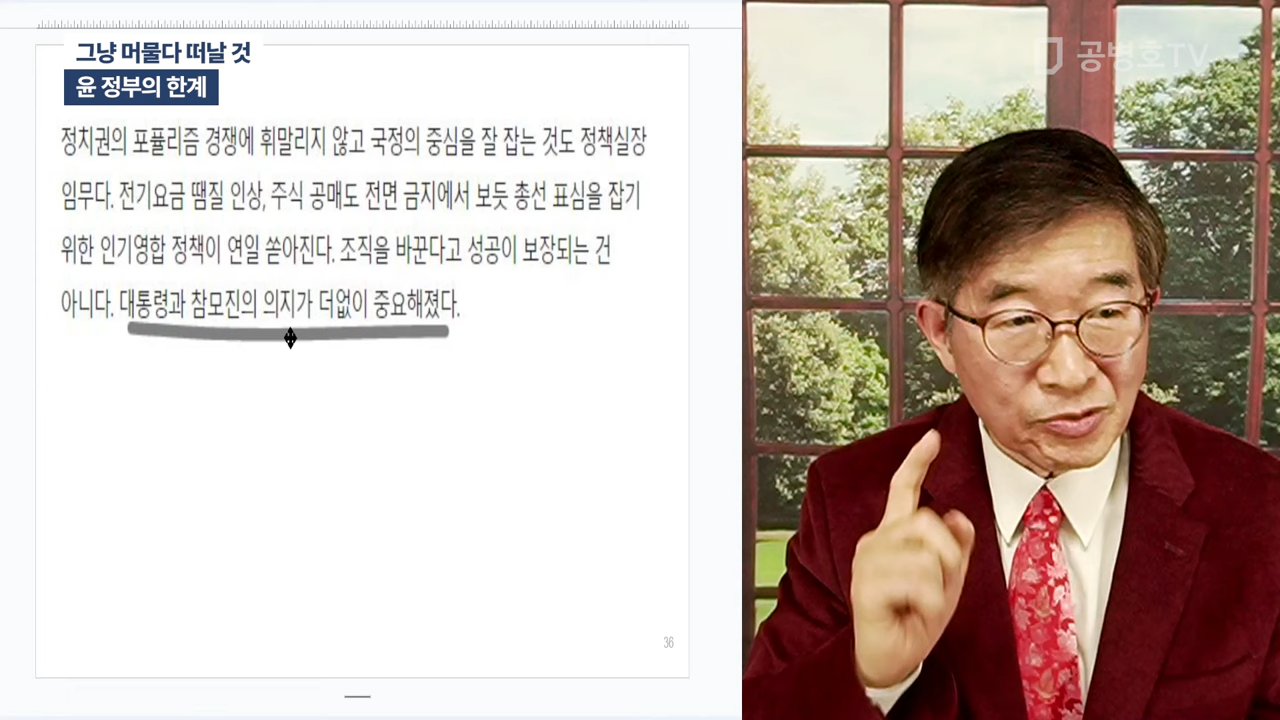 그냥 머물다 떠날 것
윤 정부의 한계
정치권의 포퓰리즘 경쟁에 휘말리지 않고 국정의 중심을 잘 잡는 것도 정책실장
임무다. 전기요금 땜질 인상, 주식 공매도 전면 금지에서 보듯 총선 표심을 잡기
위한 인기영합 정책이 연일 쏟아진다. 조직을 바꾼다고 성공이 보장되는 건
아니다. 대통령과 참모진의 의지가 더없이 중요해졌다.
36
공병호TV